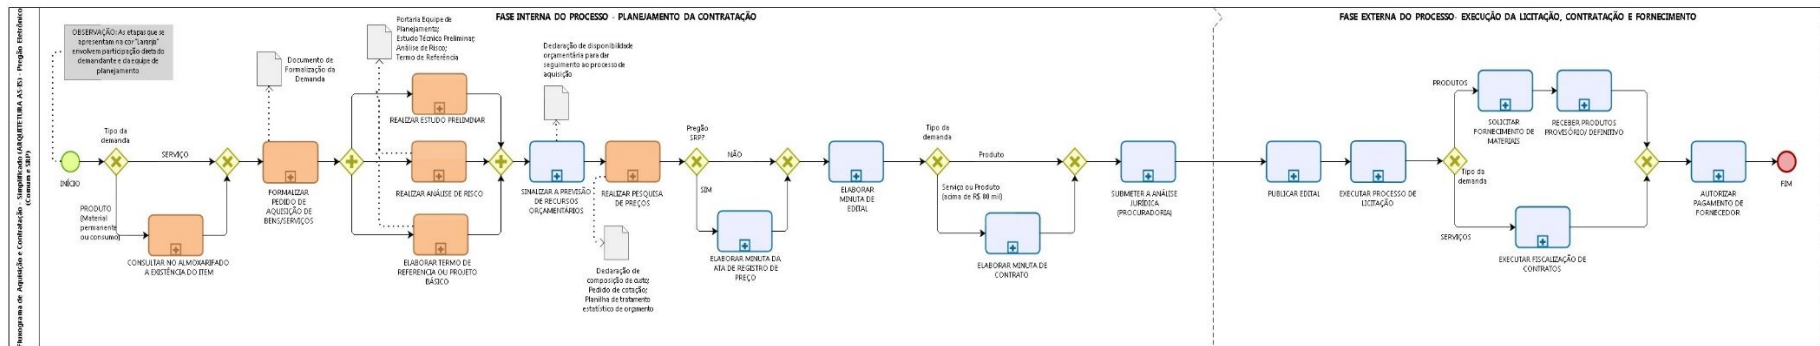 Fluxograma de Aquisição e Contratação - Simplificado (ARQUITETURA AS-IS) - Pregão Eletrônico
(Comum e SRP)
FASE INTERNA DO PROCESSO - PLANEJAMENTO DA CONTRATAÇÃO
FASE EXTERNA DO PROCESSO- EXECUÇÃO DA LICITAÇÃO, CONTRATAÇÃO E FORNECIMENTO
OBSERVAÇÃO: As etapas que se
apresentam na cor "Laranja"
envolvem participação direta do
demandante e da equipe de
planejamento
INÍCIO
Tipo da
demanda
SERVIÇO
PRODUTO
(Material
permanente
ou consumo)
CONSULTAR NO ALMOXARIFADO
A EXISTÊNCIA DO ITEM
Documento de
Formalização da
Demanda
FORMALIZAR
PEDIDO DE
AQUISIÇÃO DE
BENS/SERVIÇOS
Portaria Equipe de
Planejamento;
Estudo Técnico Preliminar;
Análise de Risco;
Termo de Referência
REALIZAR ESTUDO PRELIMINAR
REALIZAR ANÁLISE DE RISCO
ELABORAR TERMO DE
REFERENCIA OU PROJETO
BÁSICO
Declaração de disponibilidade
orçamentária para dar
seguimento ao processo de
aquisição
SINALIZAR A PREVISÃO
DE RECURSOS
ORÇAMENTÁRIOS
REALIZAR PESQUISA
DE PREÇOS
Declaração de
composição de custo;
Pedido de cotação;
Planilha de tratamento
estatístico de orçamento
Pregão
SRP?
NÃO
SIM
ELABORAR MINUTA DA
ATA DE REGISTRO DE
PREÇO
ELABORAR
MINUTA DE
EDITAL
Tipo da
demanda
Produto
Serviço ou Produto
(acima de R$ 80 mil)
ELABORAR MINUTA DE
CONTRATO
SUBMETER A ANÁLISE
JURÍDICA
(PROCURADORIA)
PUBLICAR EDITAL
EXECUTAR PROCESSO DE
LICITAÇÃO
Tipo da
demanda
PRODUTOS
SOLICITAR
FORNECIMENTO DE
MATERIAIS
RECEBER PRODUTOS
PROVISÓRIO/ DEFINITIVO
SERVIÇOS
EXECUTAR FISCALIZAÇÃO DE
CONTRATOS
AUTORIZAR
PAGAMENTO DE
FORNECEDOR
FIM